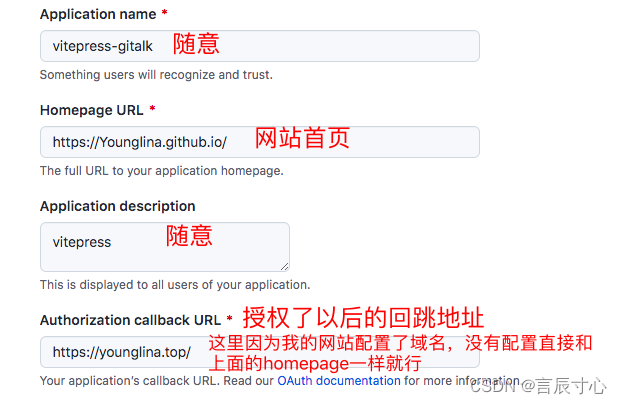 Application name *
vitepress-gitalk 随意
Something users will recognize and trust.
Homepage URL *
https://Younglina.github.io/ 网站首页
The full URL to your application homepage.
Application description
vitepress 随意
This is displayed to all users of your application.
Authorization callback URL * 授权了以后的回跳地址
这里因为我的网站配置了域名，没有配置直接和
https://younglina.top/
上面的homepage一样就行
Your application's callback URL. Read our OAuth documentation for more information
CSDN @言辰寸心